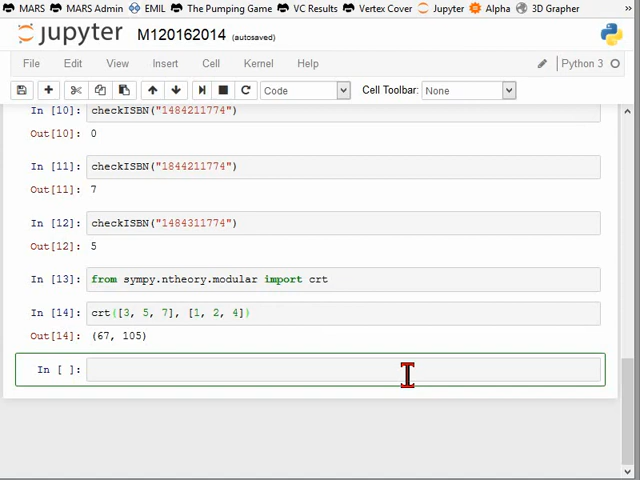 MARS MARS Admin EMIL The Pumping Game VC Results Vertex Cover Jupyter Alpha 3D Grapher »
jupyter M120162014 (autosaved)
File Edit View Insert Cell Kernel Help Python 3
Code Cell Toolbar: None
In [10]: checkISBN("1484211774")
Out[10]: 0
In [11]: checkISBN("1844211774")
Out[11]: 7
In [12]: checkISBN("1484311774")
Out[12]: 5
In [13]: from sympy.ntheory.modular import crt
In [14]: crt([3, 5, 7], [1, 2, 4])
Out[14]: (67, 105)
In [ ]: